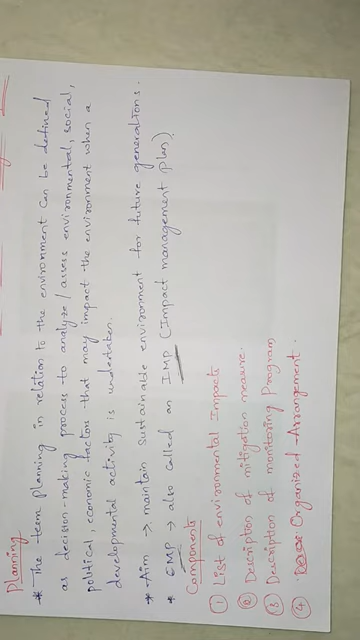 Planning
* The term planning in relation to the environment can be defined
as decision-making process to analyze/assess environmental, social,
political, economic factors that may impact the environment when a
developmental activity is undertaken.
* Aim → maintain sustainable environment for future generations.
* EMP → also called an IMP (Impact management plan).
Components
① List of environmental Impacts
② Description of mitigation measure.
③ Description of monitoring Program
④ Organized Arrangement.